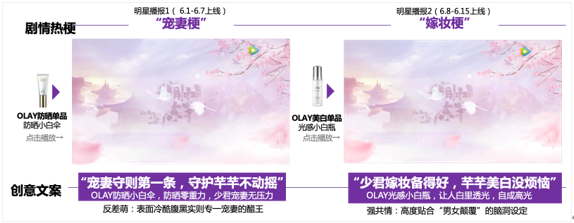 剧情热梗
明星播报1（ 6.1-6.7上线）
“宠妻梗”
明星播报2（6.8-6.15上线）
“嫁妆梗”
OLAY防晒单品
防晒小白伞
点击播放→
OLAY美白单品
光感小白瓶
点击播放→
创意文案
“宠妻守则第一条，守护芊芊不动摇”
OLAY防晒小白伞，防晒零重力，少君宠妻无压力
反差萌：表面冷酷腹黑实则专一宠妻的醋王
“少君嫁妆备得好，芊芊美白没烦恼”
OLAY光感小白瓶，让人白里透光，自成高光
强共情：高度贴合“男女颠覆”的脑洞设定